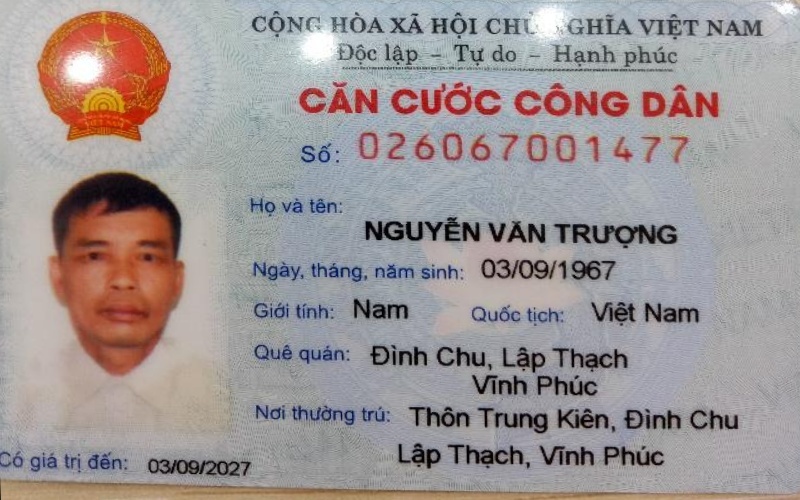 CỘNG HÒA XÃ HỘI CHỦ NGHĨA VIỆT NAM
Độc lập – Tự do – Hạnh phúc
CĂN CƯỚC CÔNG DÂN
Số: 026067001477
Họ và tên:
NGUYỄN VĂN TRƯỢNG
Ngày, tháng, năm sinh: 03/09/1967
Giới tính: Nam Quốc tịch: Việt Nam
Quê quán: Đình Chu, Lập Thạch
Vĩnh Phúc
Nơi thường trú: Thôn Trung Kiên, Đình Chu
Lập Thạch, Vĩnh Phúc
Có giá trị đến: 03/09/2027